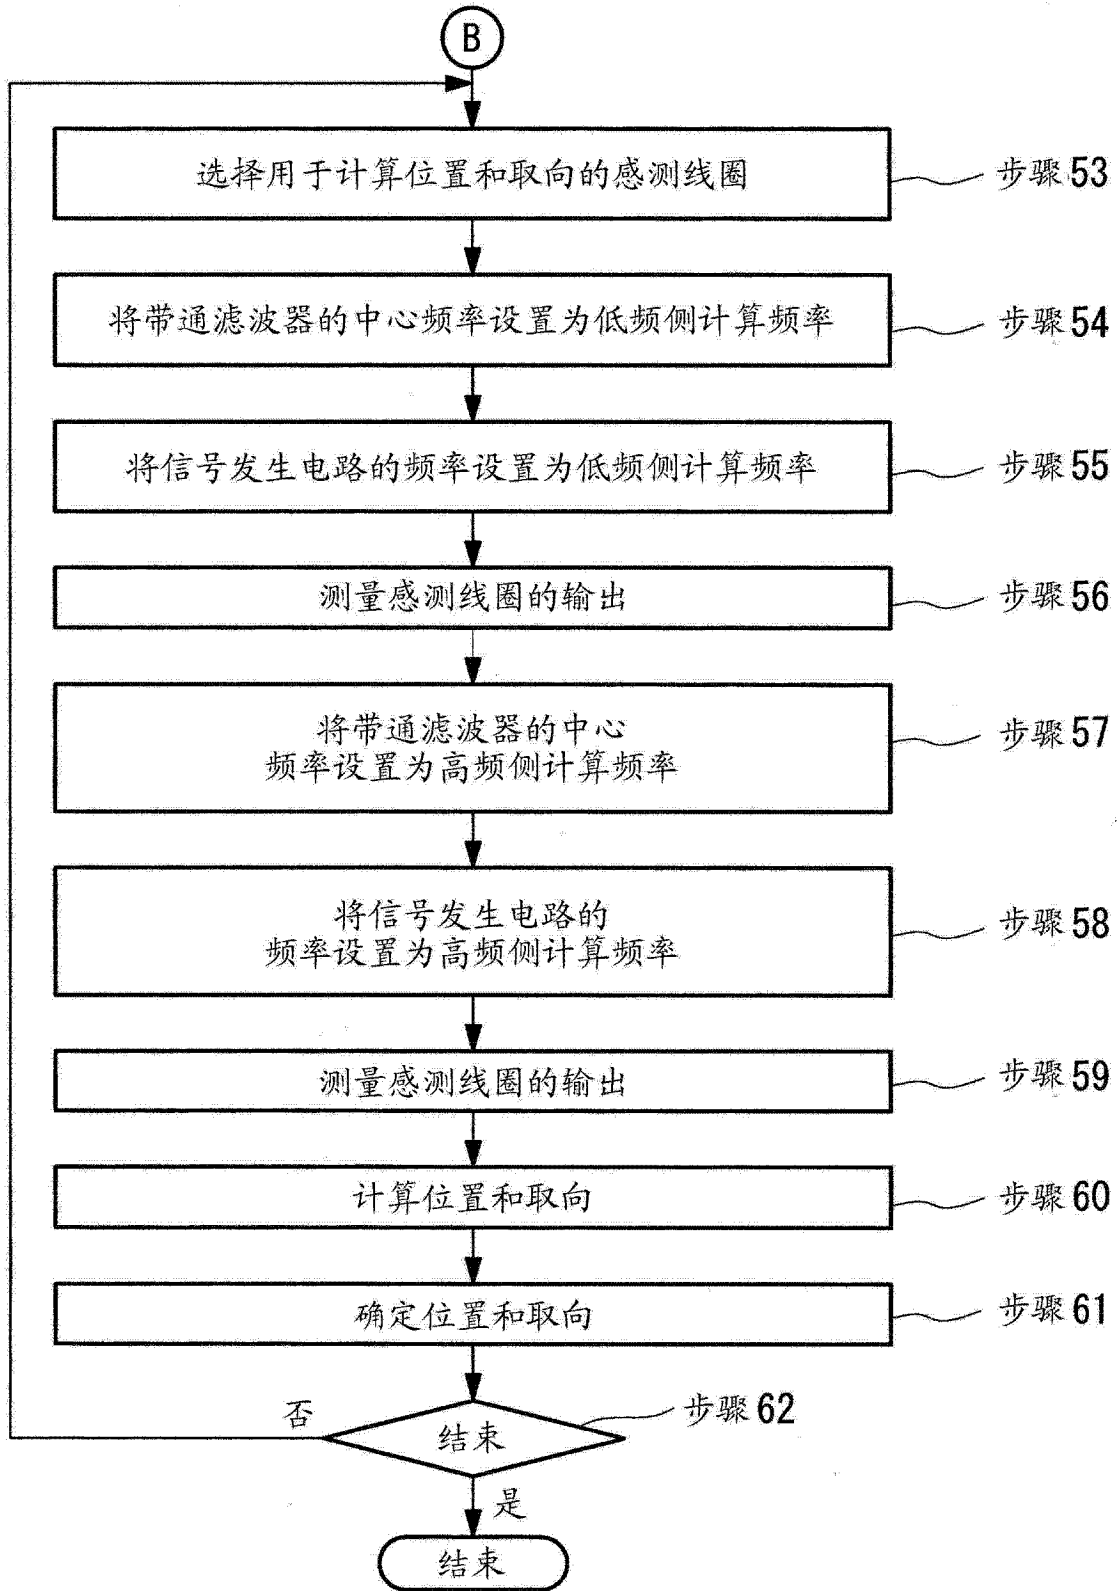 B
选择用于计算位置和取向的感测线圈
步骤53
将带通滤波器的中心频率设置为低频侧计算频率
步骤54
将信号发生电路的频率设置为低频侧计算频率
步骤55
测量感测线圈的输出
步骤56
将带通滤波器的中心
频率设置为高频侧计算频率
步骤57
将信号发生电路的
频率设置为高频侧计算频率
步骤58
测量感测线圈的输出
步骤59
计算位置和取向
步骤60
确定位置和取向
步骤61
步骤62
否
结束
是
结束